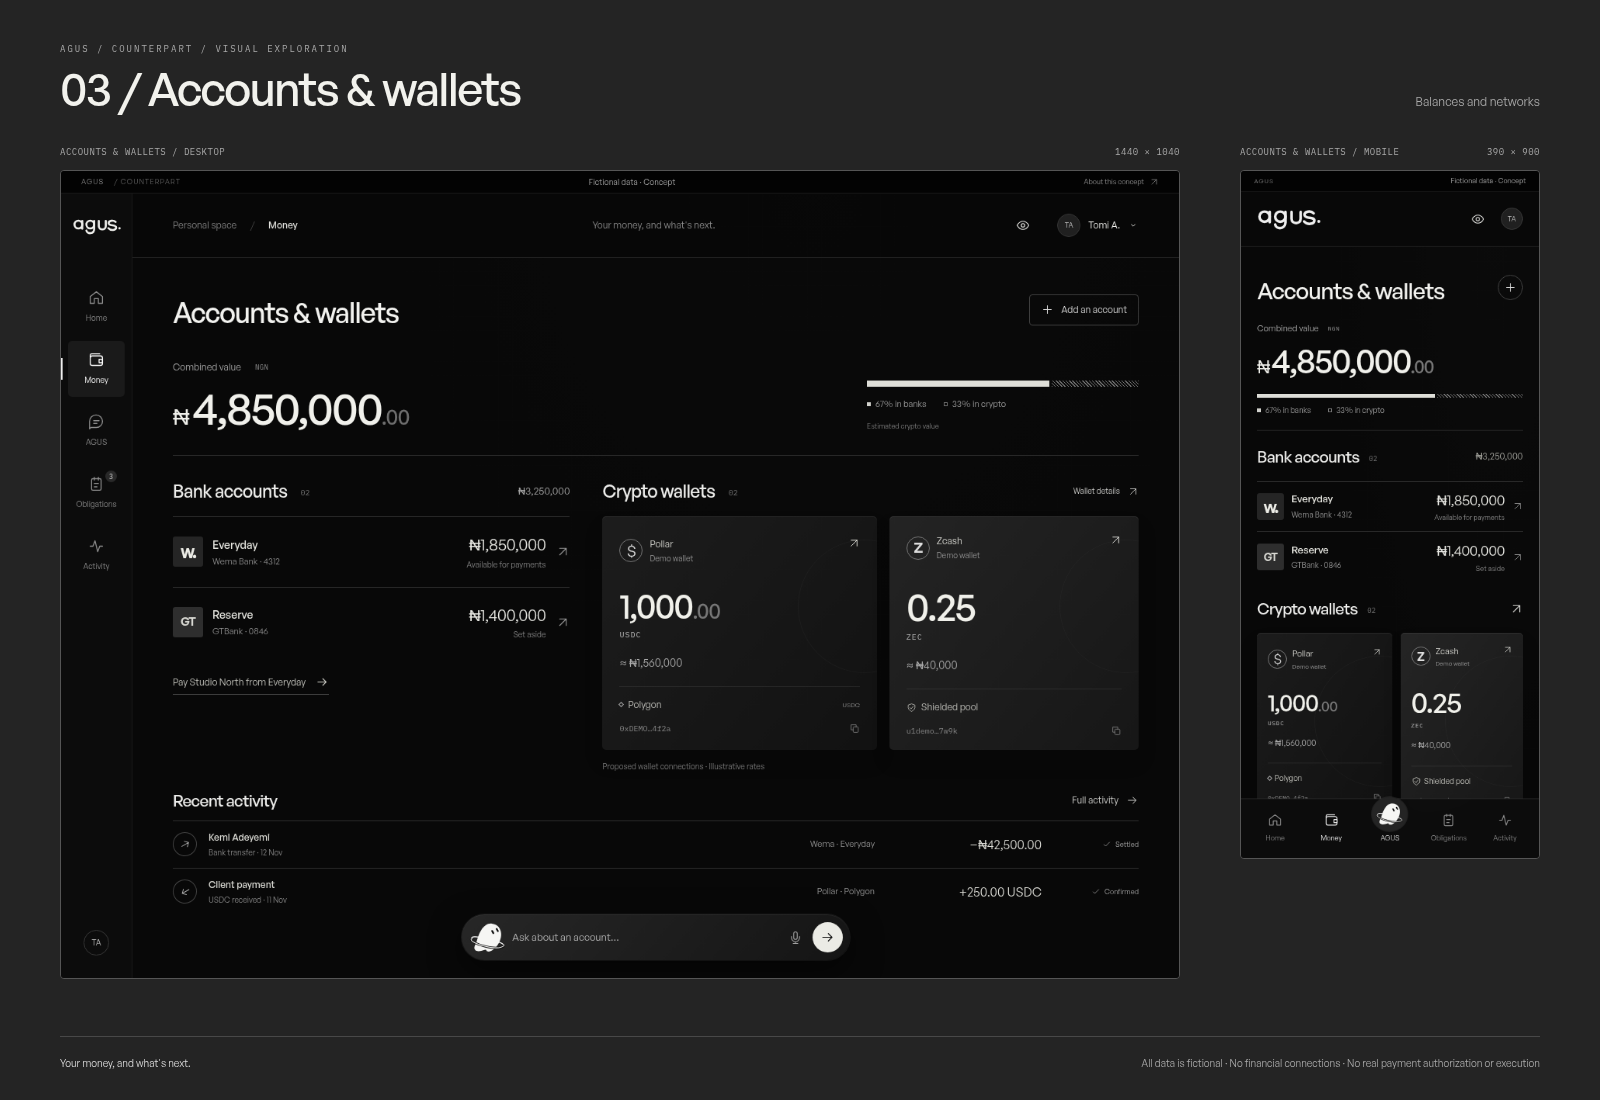 AGUS / COUNTERPART / VISUAL EXPLORATION
03 / Accounts & wallets
Balances and networks
ACCOUNTS & WALLETS / DESKTOP
1440 × 1040
AGUS / COUNTERPART
Fictional data · Concept
About this concept
agus.
Personal space / Money
Your money, and what's next.
TA
Tomi A.
Home
Money
AGUS
3
Obligations
Activity
TA
Accounts & wallets
Add an account
Combined value NGN
₦4,850,000.00
67% in banks
33% in crypto
Estimated crypto value
Bank accounts 02
₦3,250,000
W.
Everyday
Wema Bank · 4312
₦1,850,000
Available for payments
GT
Reserve
GTBank · 0846
₦1,400,000
Set aside
Pay Studio North from Everyday
Crypto wallets 02
Wallet details
$
Pollar
Demo wallet
1,000.00
USDC
≈ ₦1,560,000
Polygon
USDC
0xDEMO…4f2a
Z
Zcash
Demo wallet
0.25
ZEC
≈ ₦40,000
Shielded pool
u1demo…7a9k
Proposed wallet connections · Illustrative rates
Recent activity
Full activity
Kemi Adeyemi
Bank transfer · 12 Nov
Wema · Everyday
−₦42,500.00
Settled
Client payment
USDC received · 11 Nov
Pollar · Polygon
+250.00 USDC
Confirmed
Ask about an account...
ACCOUNTS & WALLETS / MOBILE
390 × 900
AGUS
Fictional data · Concept
agus.
TA
Accounts & wallets
Combined value NGN
₦4,850,000.00
67% in banks
33% in crypto
Bank accounts 02
₦3,250,000
W.
Everyday
Wema Bank · 4312
₦1,850,000
Available for payments
GT
Reserve
GTBank · 0846
₦1,400,000
Set aside
Crypto wallets 02
$
Pollar
Demo wallet
1,000.00
USDC
≈ ₦1,560,000
Polygon
Z
Zcash
Demo wallet
0.25
ZEC
≈ ₦40,000
Shielded pool
Home
Money
AGUS
Obligations
Activity
Your money, and what's next.
All data is fictional · No financial connections · No real payment authorization or execution